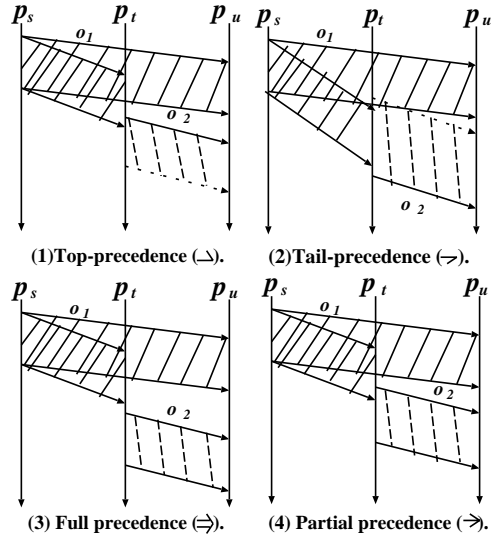 p s p t p u p s p t p u
o 1 o 1
o 2
o 2
(1)Top-precedence (⇁). (2)Tail-precedence (⇁).
p s p t p u p s p t p u
o 1 o 1
o 2 o 2
(3) Full precedence (⇒). (4) Partial precedence (→).